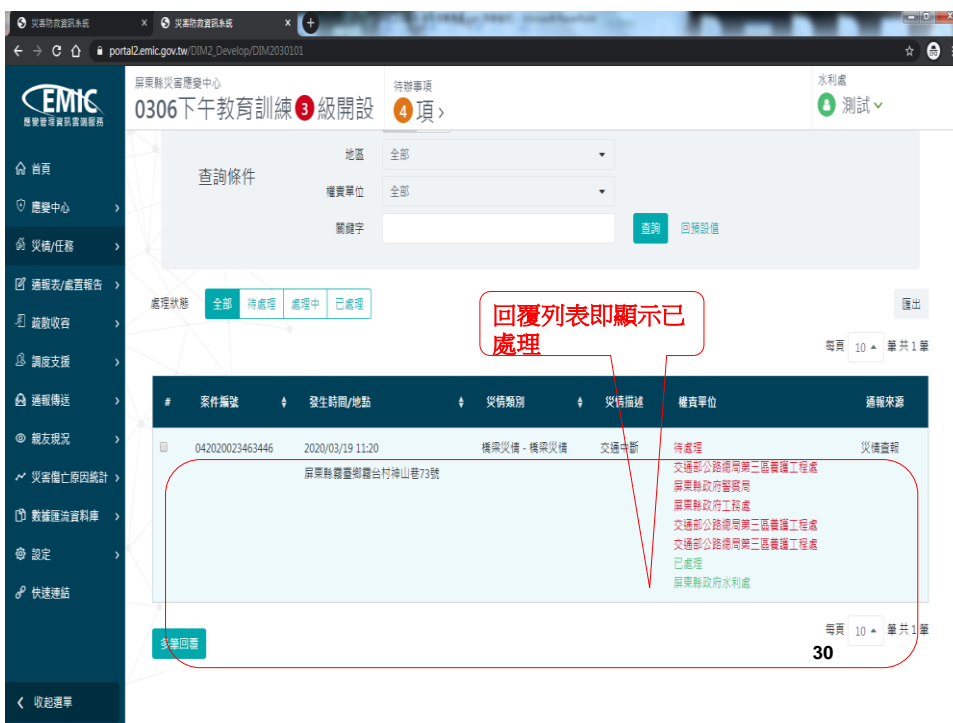 災害防救資訊系統
災害防救資訊系統
portal2.emic.gov.tw/DIM2_Develop/DIM2030101
EMIC
應變管理資訊雲端服務
屏東縣災害應變中心
0306下午教育訓練 3 級開設
待辦事項
4 項
水利處
測試
首頁
應變中心
災情/任務
通報表/處置報告
疏散收容
調度支援
通報傳送
親友現況
災害傷亡原因統計
數據匯流資料庫
設定
快速連結
收起選單
查詢條件
地區 全部
權責單位 全部
關鍵字
查詢 回預設值
處理狀態 全部 待處理 處理中 已處理
匯出
回覆列表即顯示已
處理
每頁 10 筆 共 1 筆
# 案件編號 發生時間/地點 災情類別 災情描述 權責單位 通報來源
042020023463446 2020/03/19 11:20 橋梁災情 - 橋梁災情 交通中斷 待處理 災情查報
屏東縣霧臺鄉霧台村神山巷73號
交通部公路總局第三區養護工程處
屏東縣政府警察局
屏東縣政府工務處
交通部公路總局第三區養護工程處
交通部公路總局第三區養護工程處
已處理
屏東縣政府水利處
多筆回覆
每頁 10 筆 共 1 筆
30